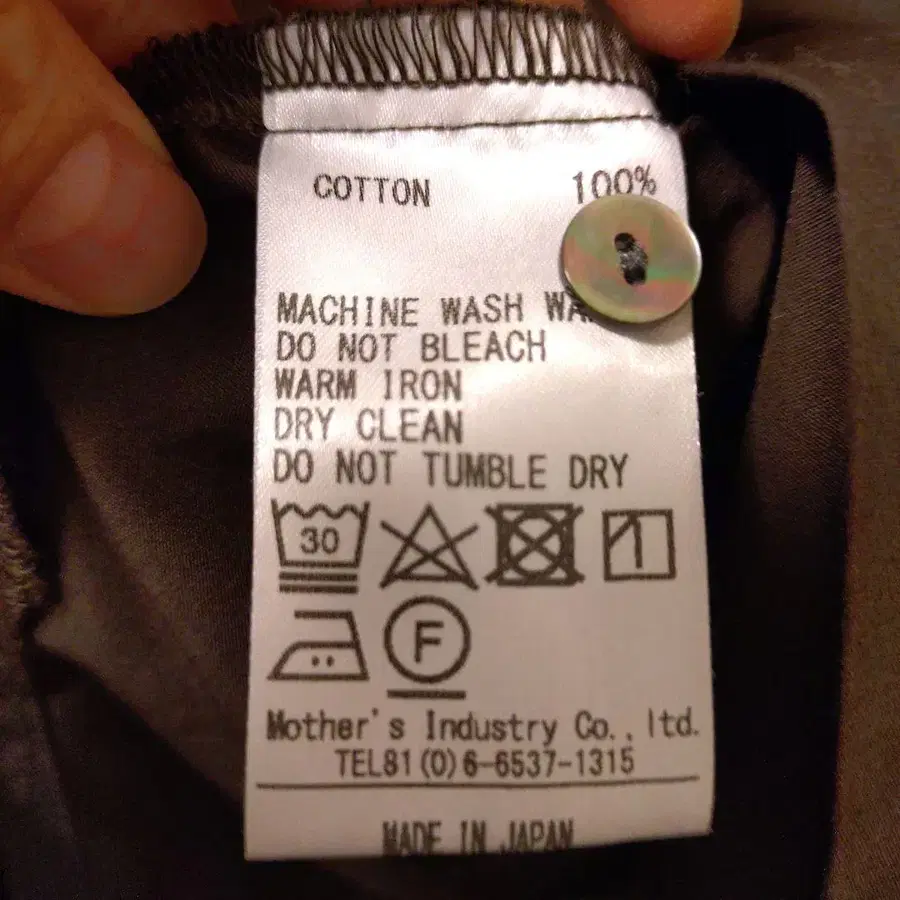 COTTON 100%
MACHINE WASH
DO NOT BLEACH
WARM IRON
DRY CLEAN
DO NOT TUMBLE DRY
30
F
Mother's Industry Co., ltd.
TEL81(0)6-6537-1315
MADE IN JAPAN